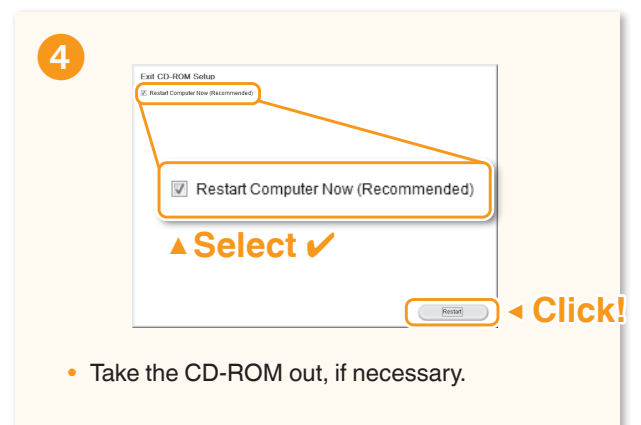 4
Exit CD-ROM Setup
Restart Computer Now (Recommended)
Restart Computer Now (Recommended)
▲Select ✔
Restart
◄ Click!
• Take the CD-ROM out, if necessary.